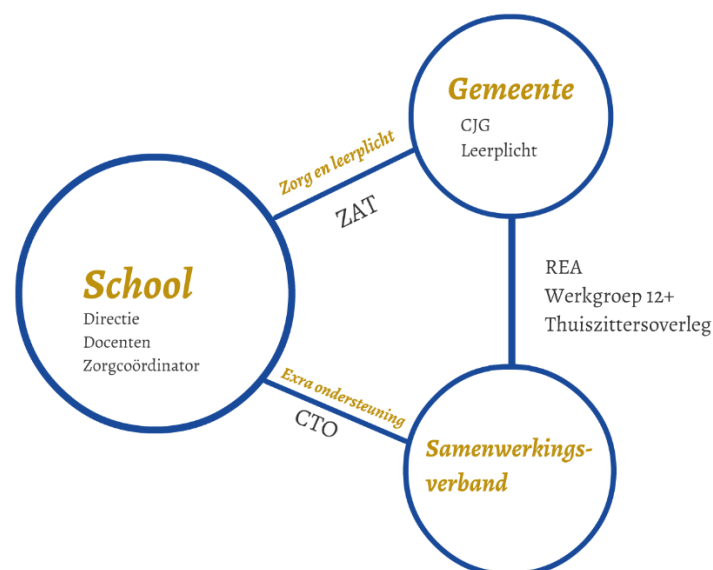 Gemeente
CJG
Leerplicht
Zorg en leerplicht
ZAT
School
Directie
Docenten
Zorgcoördinator
REA
Werkgroep 12+
Thuiszittersoverleg
Exra ondersteuning
CTO
Samenwerkings-
verband